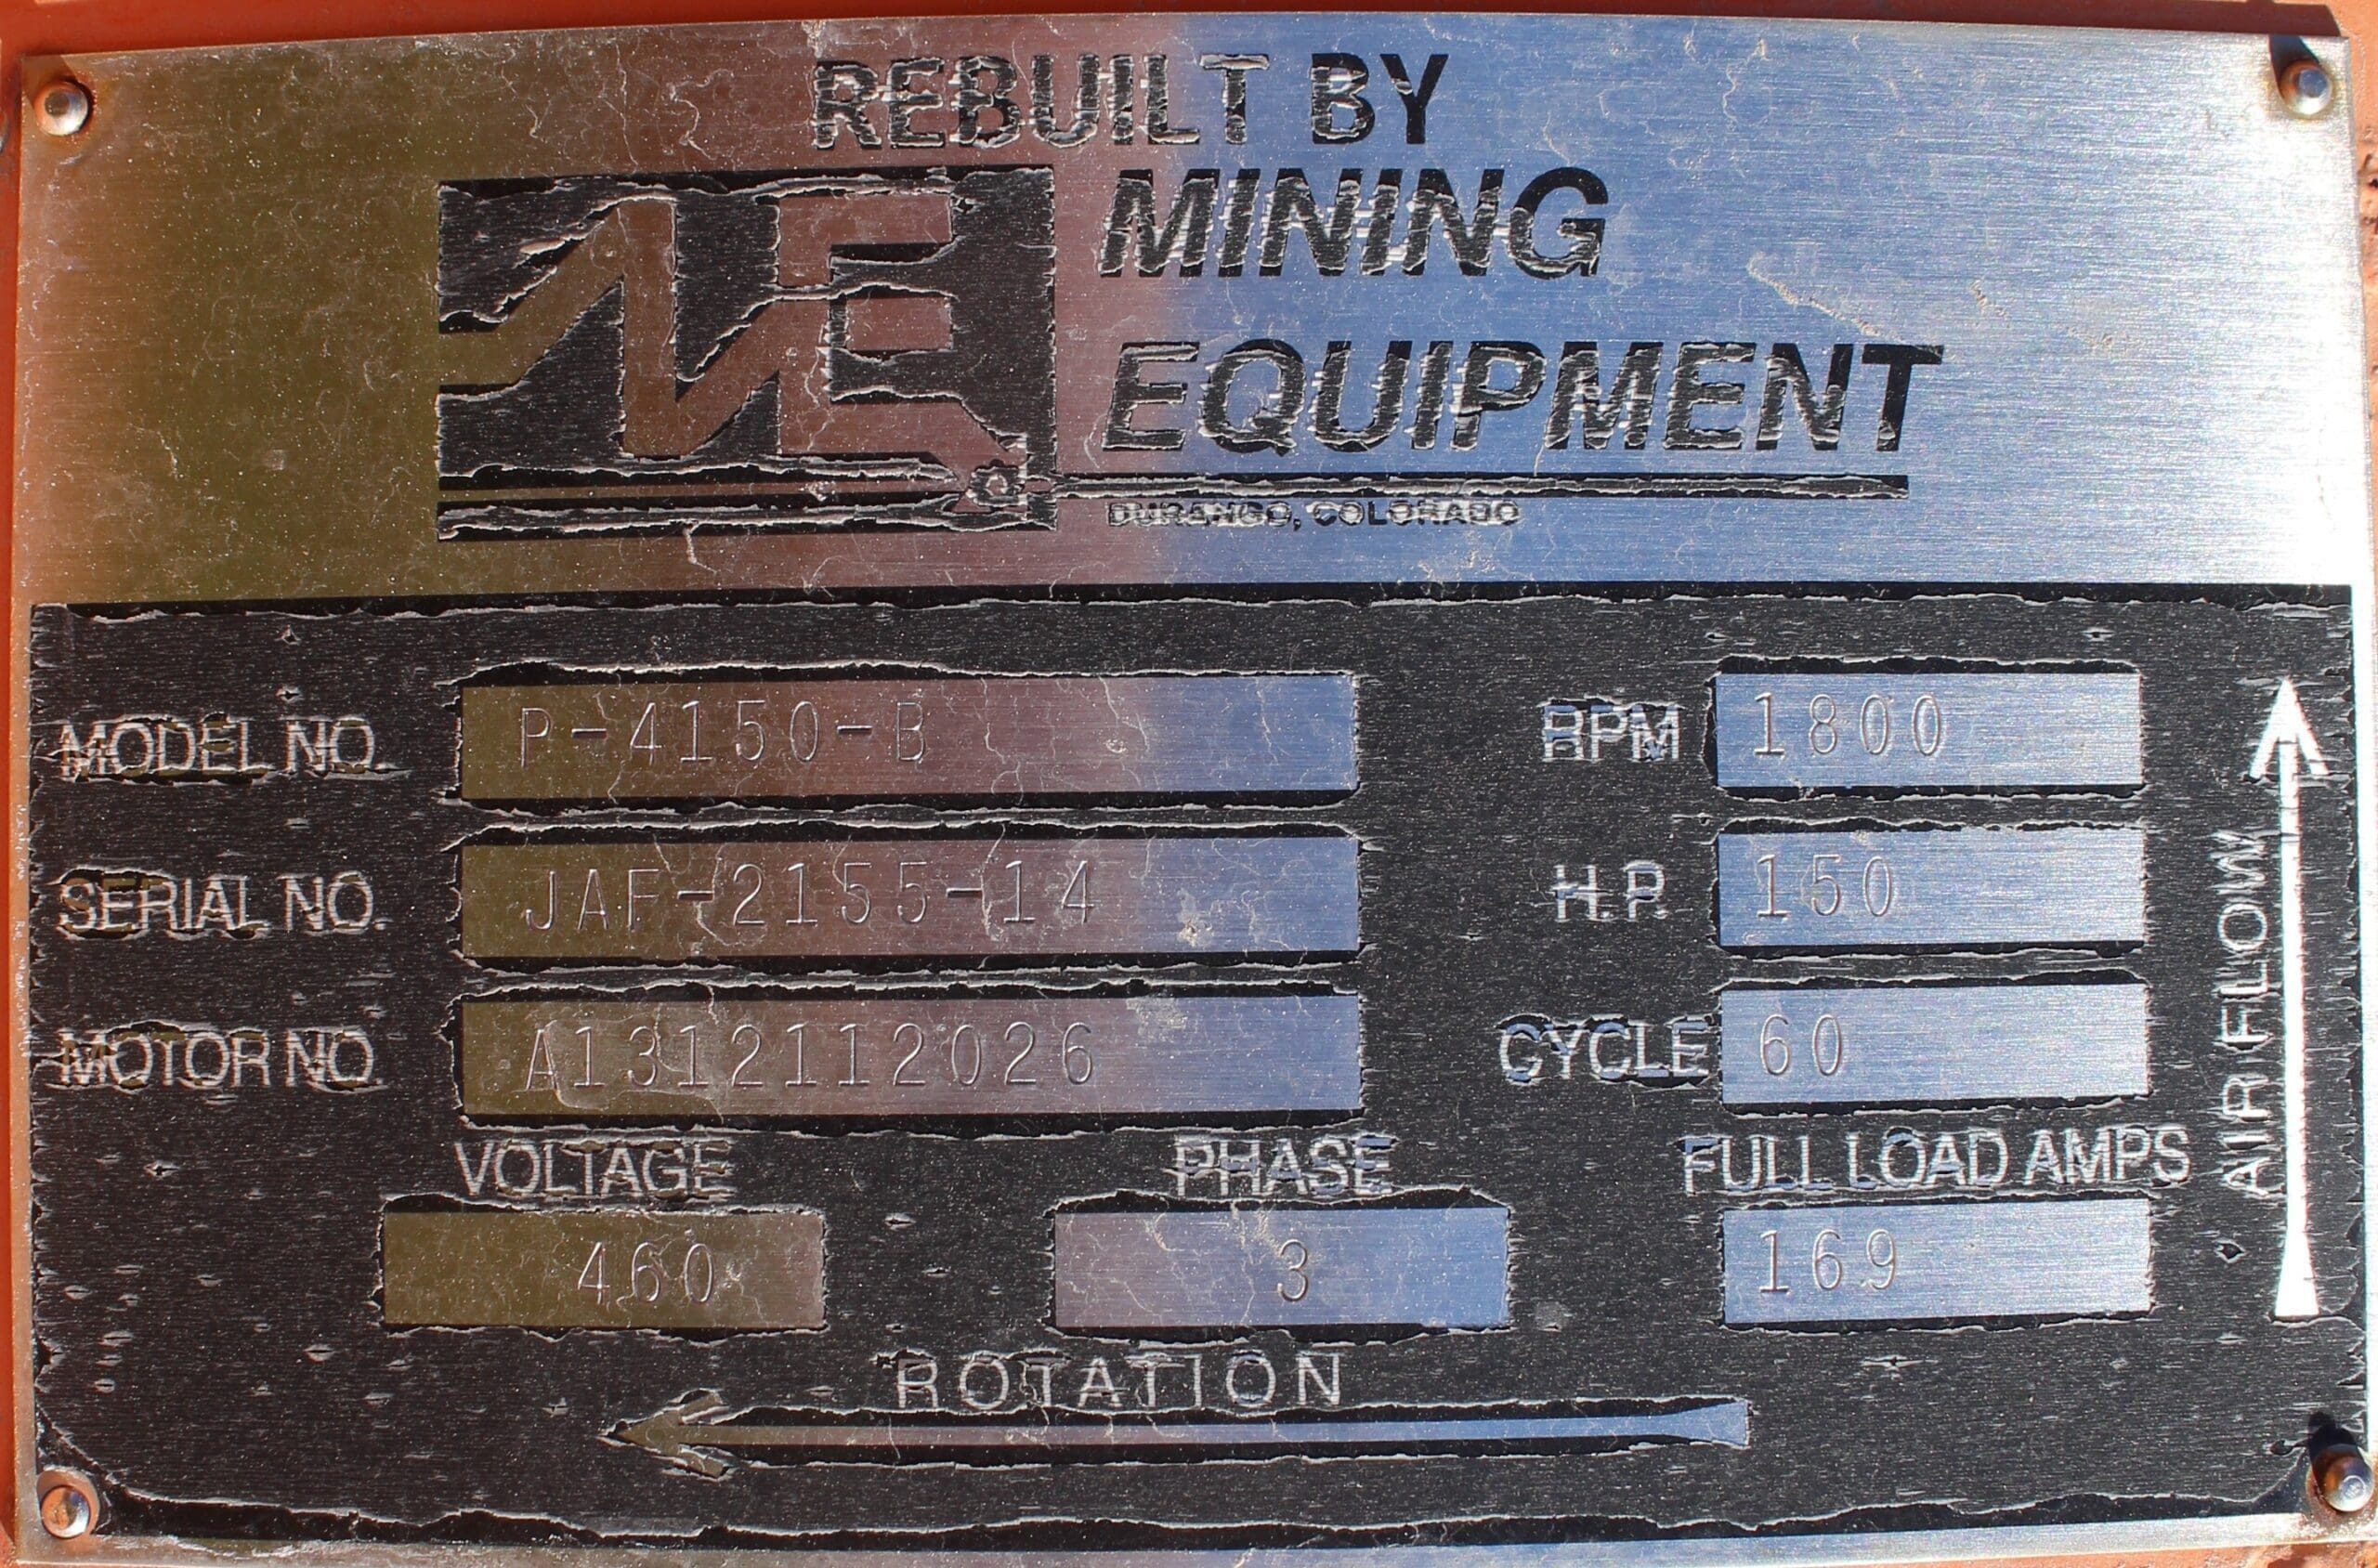 REBUILT BY
ME
MINING
EQUIPMENT
DURANGO, COLORADO
MODEL NO. P-4150-B RPM 1800
SERIAL NO. JAF-2155-14 H.P. 150
MOTOR NO. A1312112026 CYCLE 60
VOLTAGE PHASE FULL LOAD AMPS
460 3 169
ROTATION
AIR FLOW